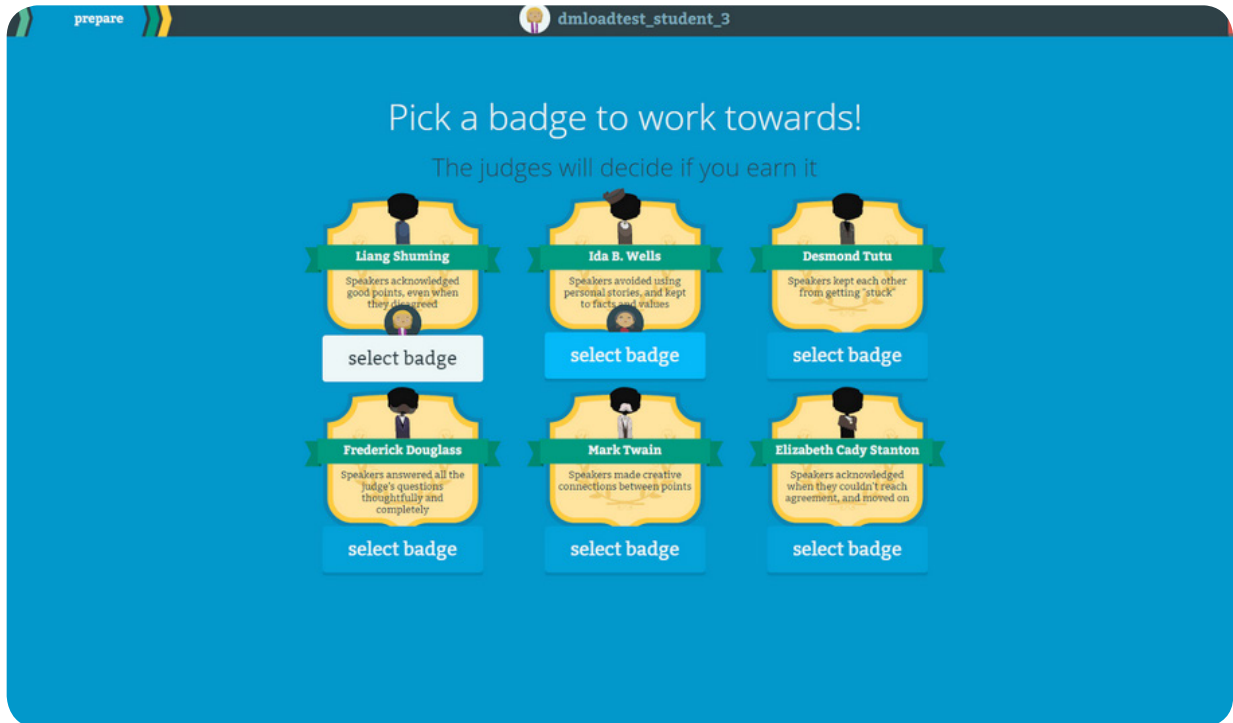 prepare
dmloadtest_student_3
Pick a badge to work towards!
The judges will decide if you earn it
Liang Shuming
Speakers acknowledged
good points, even when
they disagreed
select badge
Ida B. Wells
Speakers avoided using
personal stories, and kept
to facts and values
select badge
Desmond Tutu
Speakers kept each other
from getting "stuck"
select badge
Frederick Douglass
Speakers answered all the
judge's questions
thoughtfully and
completely
select badge
Mark Twain
Speakers made creative
connections between points
select badge
Elizabeth Cady Stanton
Speakers acknowledged
when they couldn't reach
agreement, and moved on
select badge